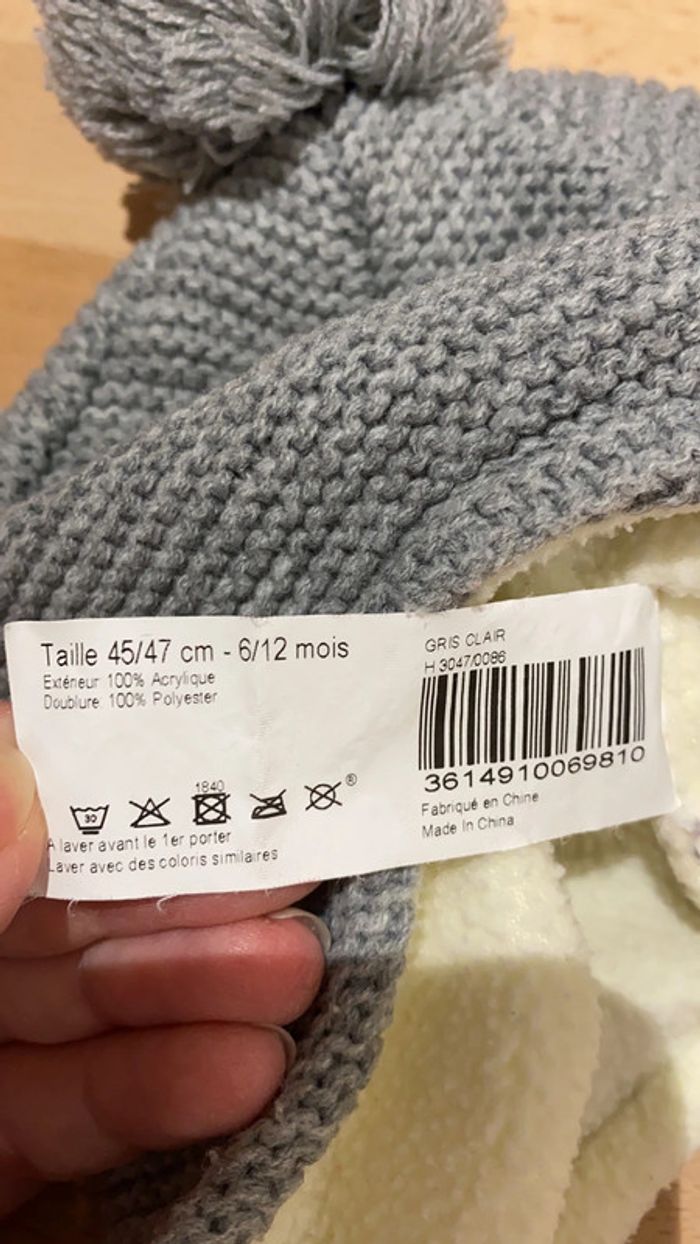 Taille 45/47 cm - 6/12 mois
Extérieur 100% Acrylique
Doublure 100% Polyester
1840
30
®
A laver avant le 1er porter
Laver avec des coloris similaires
GRIS CLAIR
H 3047/0086
3614910069810
Fabriqué en Chine
Made In China